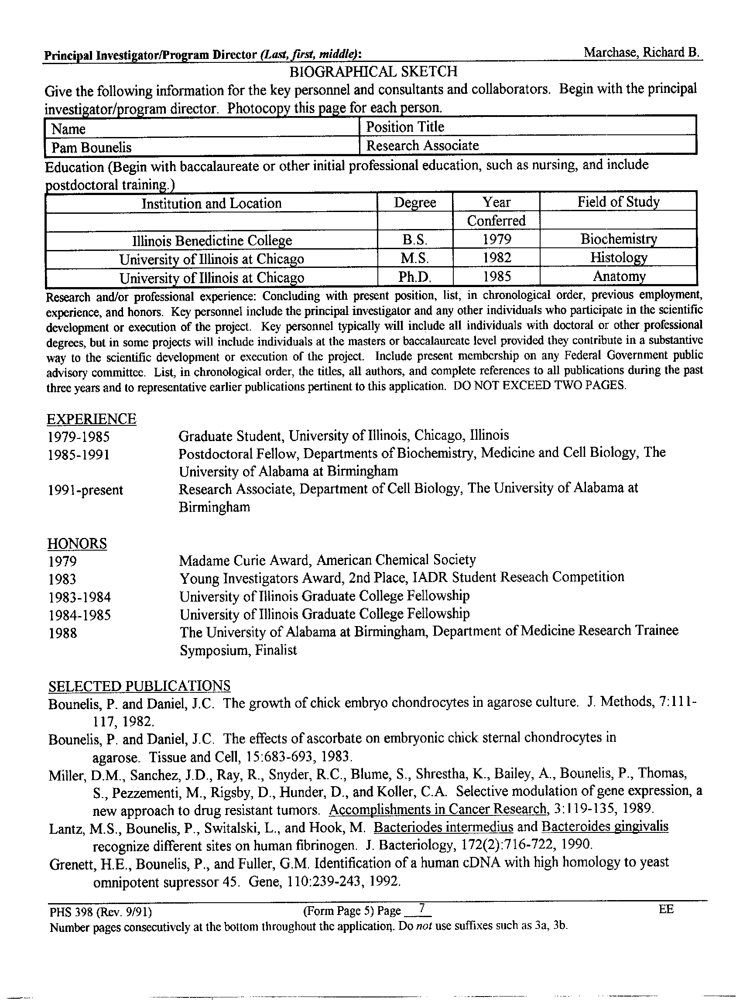 Principal Investigator/Program Director (Last, first, middle): Marchase, Richard B.
BIOGRAPHICAL SKETCH
Give the following information for the key personnel and consultants and collaborators. Begin with the principal
investigator/program director. Photocopy this page for each person.
Name Position Title
Pam Bounelis Research Associate
Education (Begin with baccalaureate or other initial professional education, such as nursing, and include
postdoctoral training.)
Institution and Location Degree Year Field of Study
Conferred
Illinois Benedictine College B.S. 1979 Biochemistry
University of Illinois at Chicago M.S. 1982 Histology
University of Illinois at Chicago Ph.D. 1985 Anatomy
Research and/or professional experience: Concluding with present position, list, in chronological order, previous employment,
experience, and honors. Key personnel include the principal investigator and any other individuals who participate in the scientific
development or execution of the project. Key personnel typically will include all individuals with doctoral or other professional
degrees, but in some projects will include individuals at the masters or baccalaureate level provided they contribute in a substantive
way to the scientific development or execution of the project. Include present membership on any Federal Government public
advisory committee. List, in chronological order, the titles, all authors, and complete references to all publications during the past
three years and to representative earlier publications pertinent to this application. DO NOT EXCEED TWO PAGES.
EXPERIENCE
1979-1985 Graduate Student, University of Illinois, Chicago, Illinois
1985-1991 Postdoctoral Fellow, Departments of Biochemistry, Medicine and Cell Biology, The
University of Alabama at Birmingham
1991-present Research Associate, Department of Cell Biology, The University of Alabama at
Birmingham
HONORS
1979 Madame Curie Award, American Chemical Society
1983 Young Investigators Award, 2nd Place, IADR Student Reseach Competition
1983-1984 University of Illinois Graduate College Fellowship
1984-1985 University of Illinois Graduate College Fellowship
1988 The University of Alabama at Birmingham, Department of Medicine Research Trainee
Symposium, Finalist
SELECTED PUBLICATIONS
Bounelis, P. and Daniel, J.C. The growth of chick embryo chondrocytes in agarose culture. J. Methods, 7:111-
117, 1982.
Bounelis, P. and Daniel, J.C. The effects of ascorbate on embryonic chick sternal chondrocytes in
agarose. Tissue and Cell, 15:683-693, 1983.
Miller, D.M., Sanchez, J.D., Ray, R., Snyder, R.C., Blume, S., Shrestha, K., Bailey, A., Bounelis, P., Thomas,
S., Pezzementi, M., Rigsby, D., Hunder, D., and Koller, C.A. Selective modulation of gene expression, a
new approach to drug resistant tumors. Accomplishments in Cancer Research, 3:119-135, 1989.
Lantz, M.S., Bounelis, P., Switalski, L., and Hook, M. Bacteriodes intermedius and Bacteroides gingivalis
recognize different sites on human fibrinogen. J. Bacteriology, 172(2):716-722, 1990.
Grenett, H.E., Bounelis, P., and Fuller, G.M. Identification of a human cDNA with high homology to yeast
omnipotent supressor 45. Gene, 110:239-243, 1992.
PHS 398 (Rev. 9/91) (Form Page 5) Page 7 EE
Number pages consecutively at the bottom throughout the application. Do not use suffixes such as 3a, 3b.